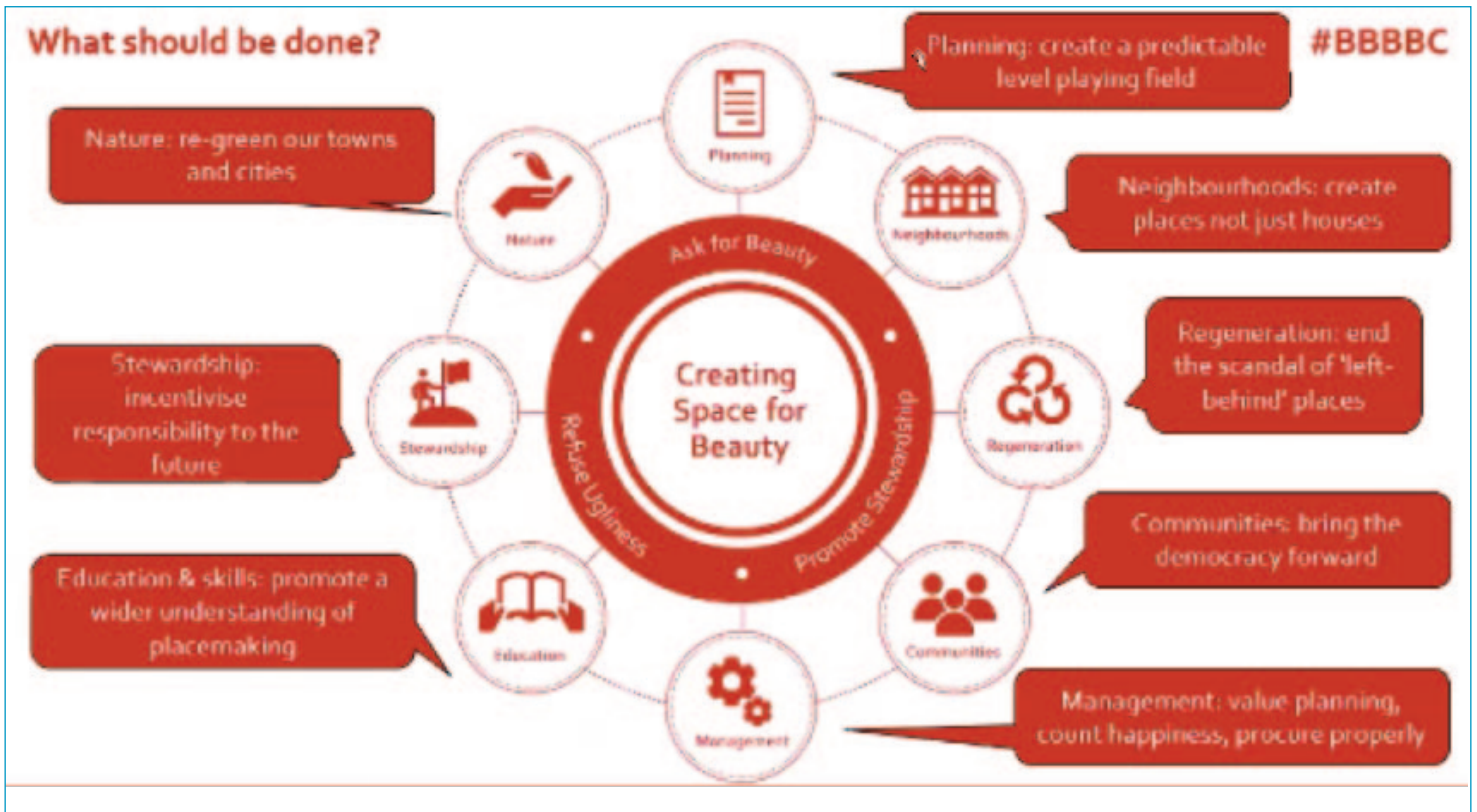 What should be done?
#BBBBC
Planning: create a predictable
level playing field
Nature: re-green our towns
and cities
Neighbourhoods: create
places not just houses
Regeneration: end
the scandal of 'left-
behind' places
Stewardship:
incentivise
responsibility to the
future
Communities: bring the
democracy forward
Education & skills: promote a
wider understanding of
placemaking
Management: value planning,
count happiness, procure properly
Planning
Neighbourhoods
Regeneration
Communities
Management
Education
Stewardship
Nature
Ask for Beauty
Promote Stewardship
Refuse Ugliness
Creating
Space for
Beauty